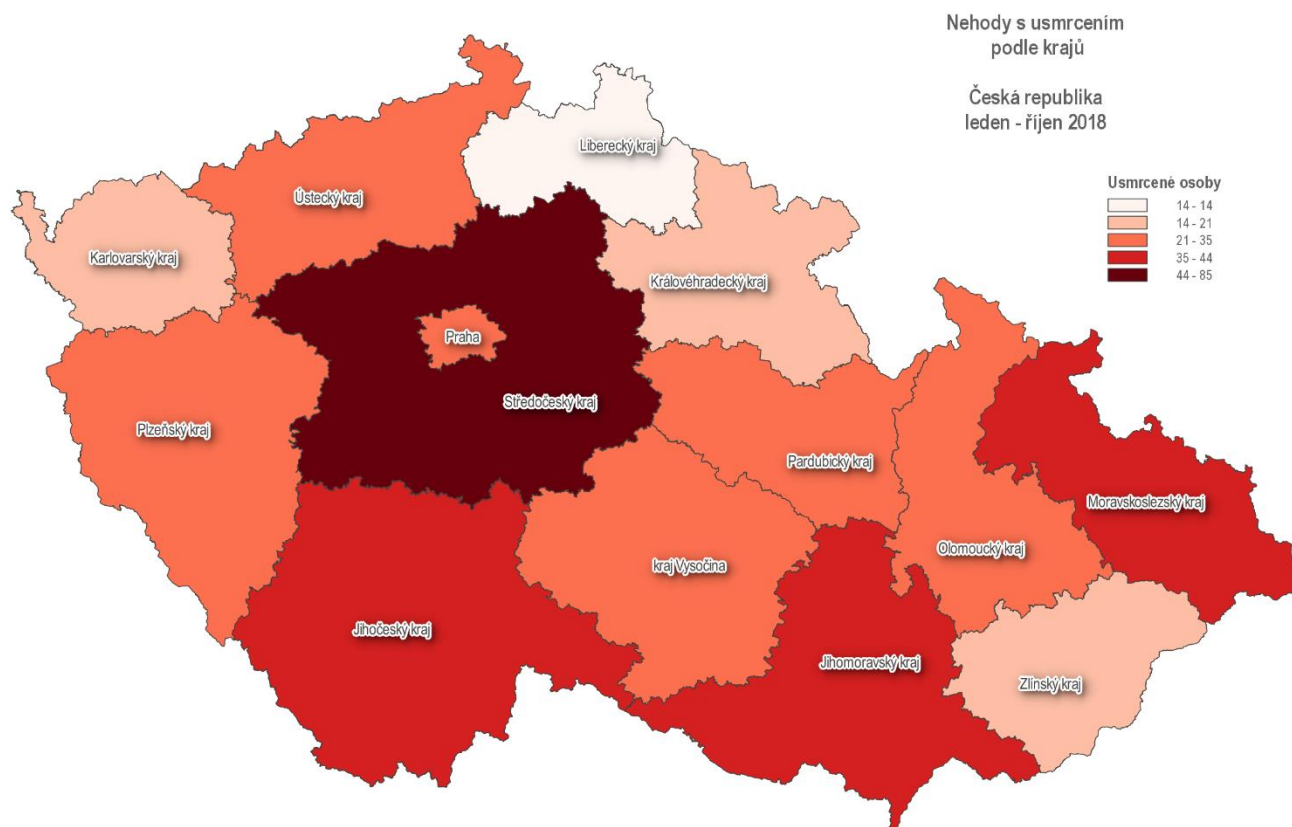 Nehody s usmrcením
podle krajů
Česká republika
leden - říjen 2018
Usmrcené osoby
14 - 14
14 - 21
21 - 35
35 - 44
44 - 85
Liberecký kraj
Ústecký kraj
Karlovarský kraj
Královéhradecký kraj
Praha
Středočeský kraj
Plzeňský kraj
Pardubický kraj
Moravskoslezský kraj
Olomoucký kraj
kraj Vysočina
Jihočeský kraj
Jihomoravský kraj
Zlínský kraj